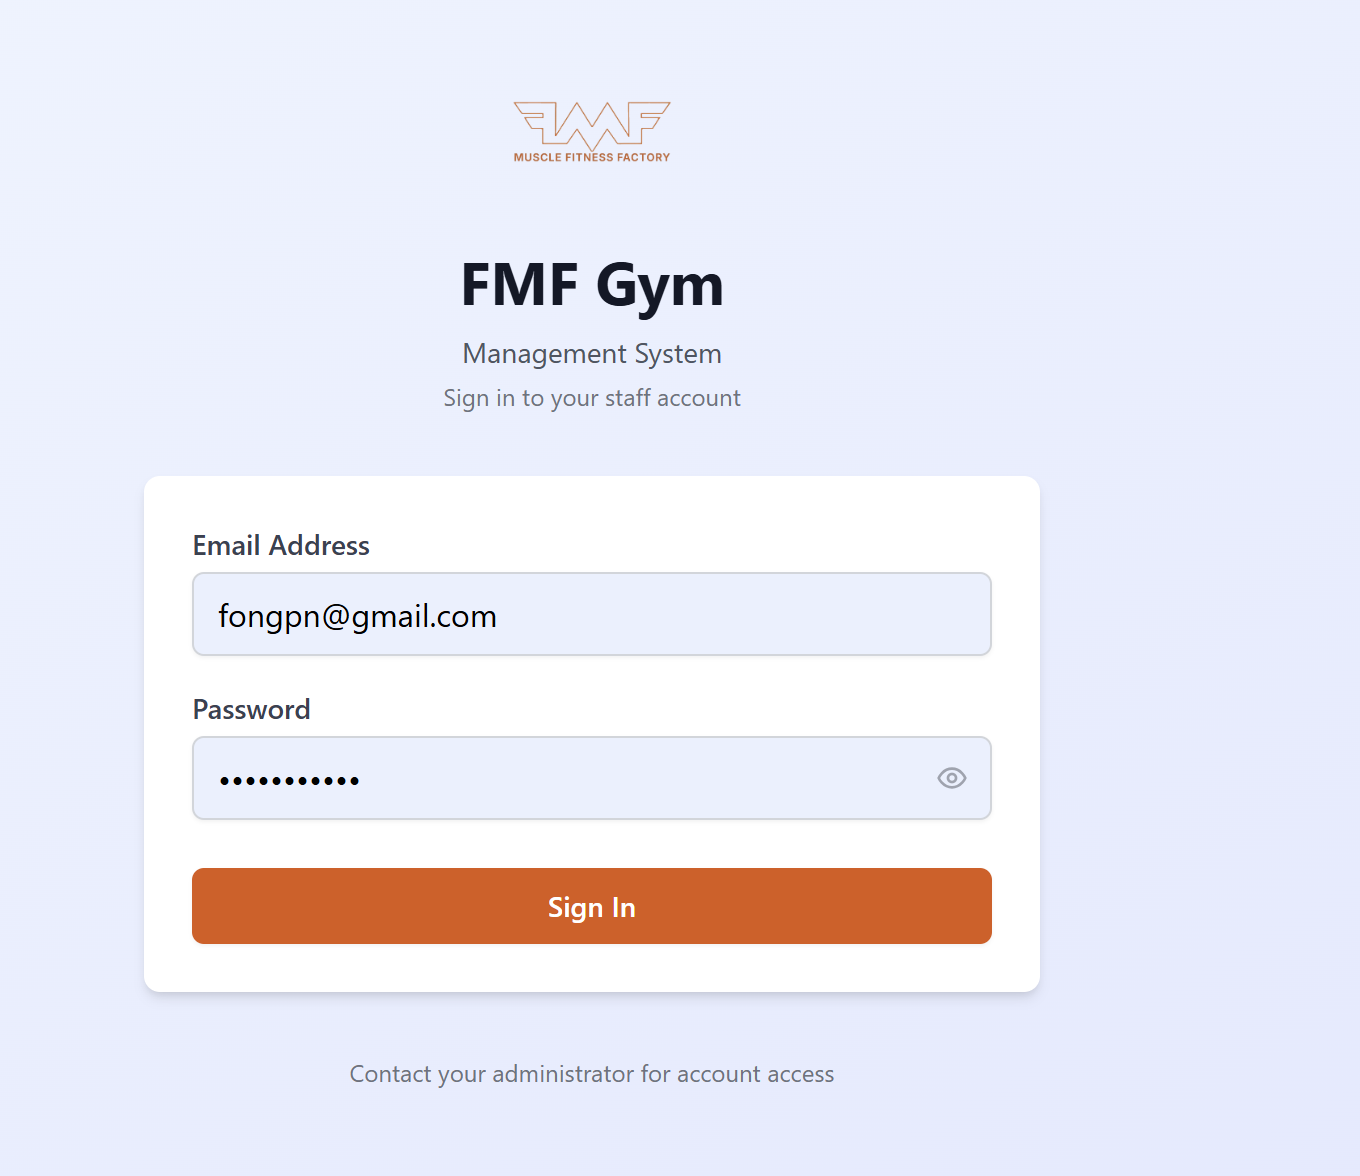 MUSCLE FITNESS FACTORY
FMF Gym
Management System
Sign in to your staff account
Email Address
fongpn@gmail.com
Password
•••••••••••
Sign In
Contact your administrator for account access